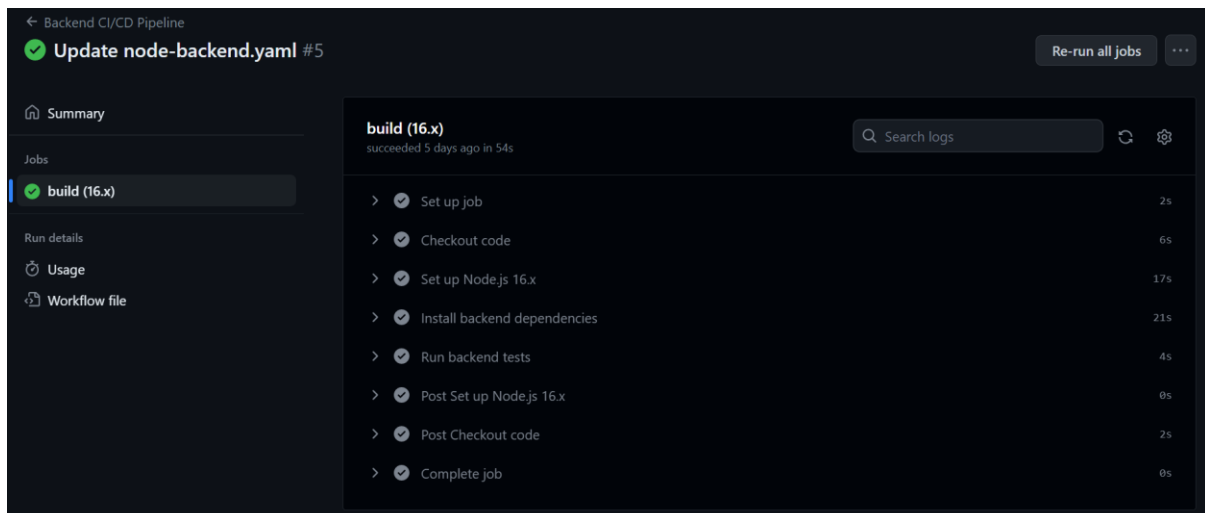 Backend CI/CD Pipeline
Update node-backend.yaml #5
Re-run all jobs
Summary
Jobs
build (16.x)
Run details
Usage
Workflow file
build (16.x)
succeeded 5 days ago in 54s
Search logs
Set up job 2s
Checkout code 6s
Set up Node.js 16.x 17s
Install backend dependencies 21s
Run backend tests 4s
Post Set up Node.js 16.x 0s
Post Checkout code 2s
Complete job 0s